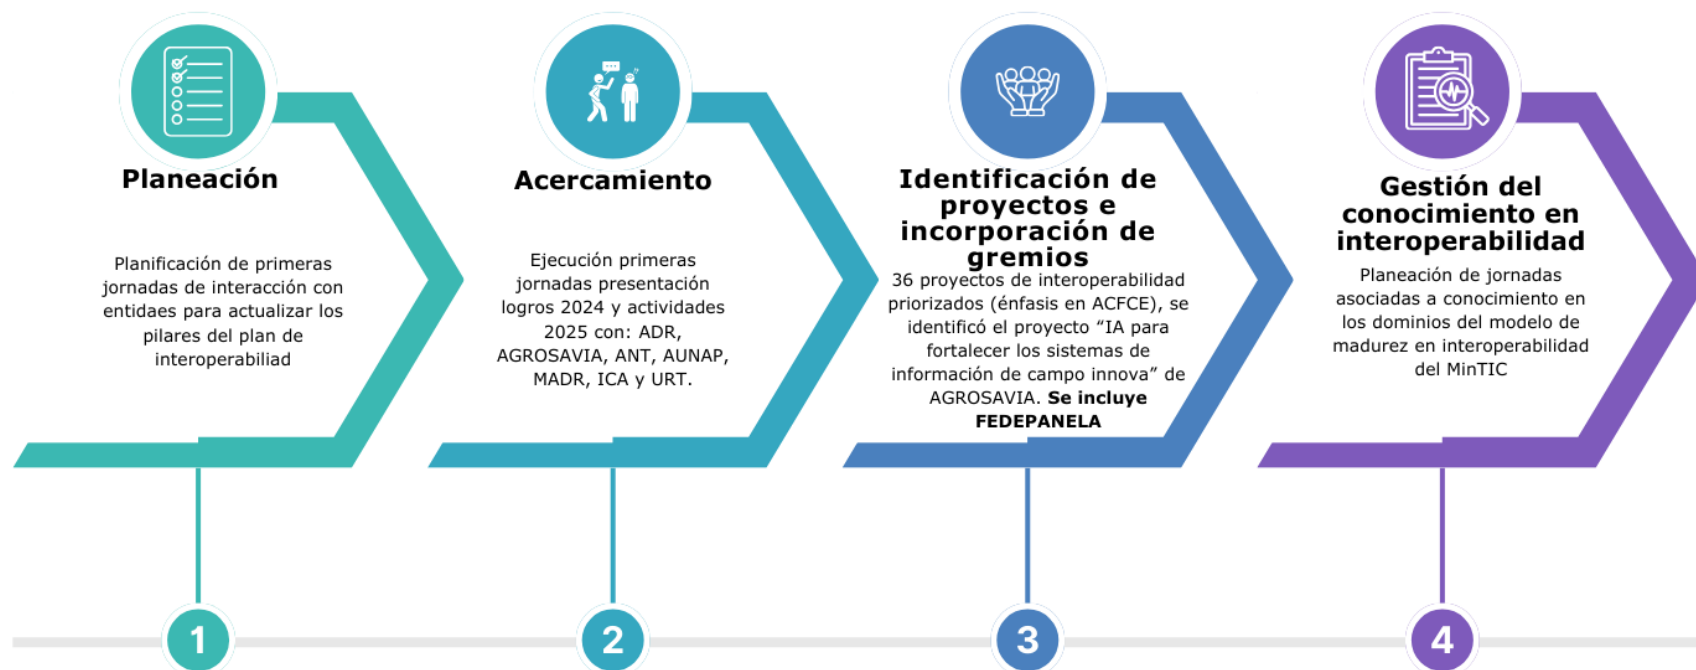 Planeación
Planificación de primeras
jornadas de interacción con
entidaes para actualizar los
pilares del plan de
interoperabiliad
1
Acercamiento
Ejecución primeras
jornadas presentación
logros 2024 y actividades
2025 con: ADR,
AGROSAVIA, ANT, AUNAP,
MADR, ICA y URT.
2
Identificación de
proyectos e
incorporación de
gremios
36 proyectos de interoperabilidad
priorizados (énfasis en ACFCE), se
identificó el proyecto “IA para
fortalecer los sistemas de
información de campo innova” de
AGROSAVIA. Se incluye
FEDEPANELA
3
Gestión del
conocimiento en
interoperabilidad
Planeación de jornadas
asociadas a conocimiento en
los dominios del modelo de
madurez en interoperabilidad
del MinTIC
4